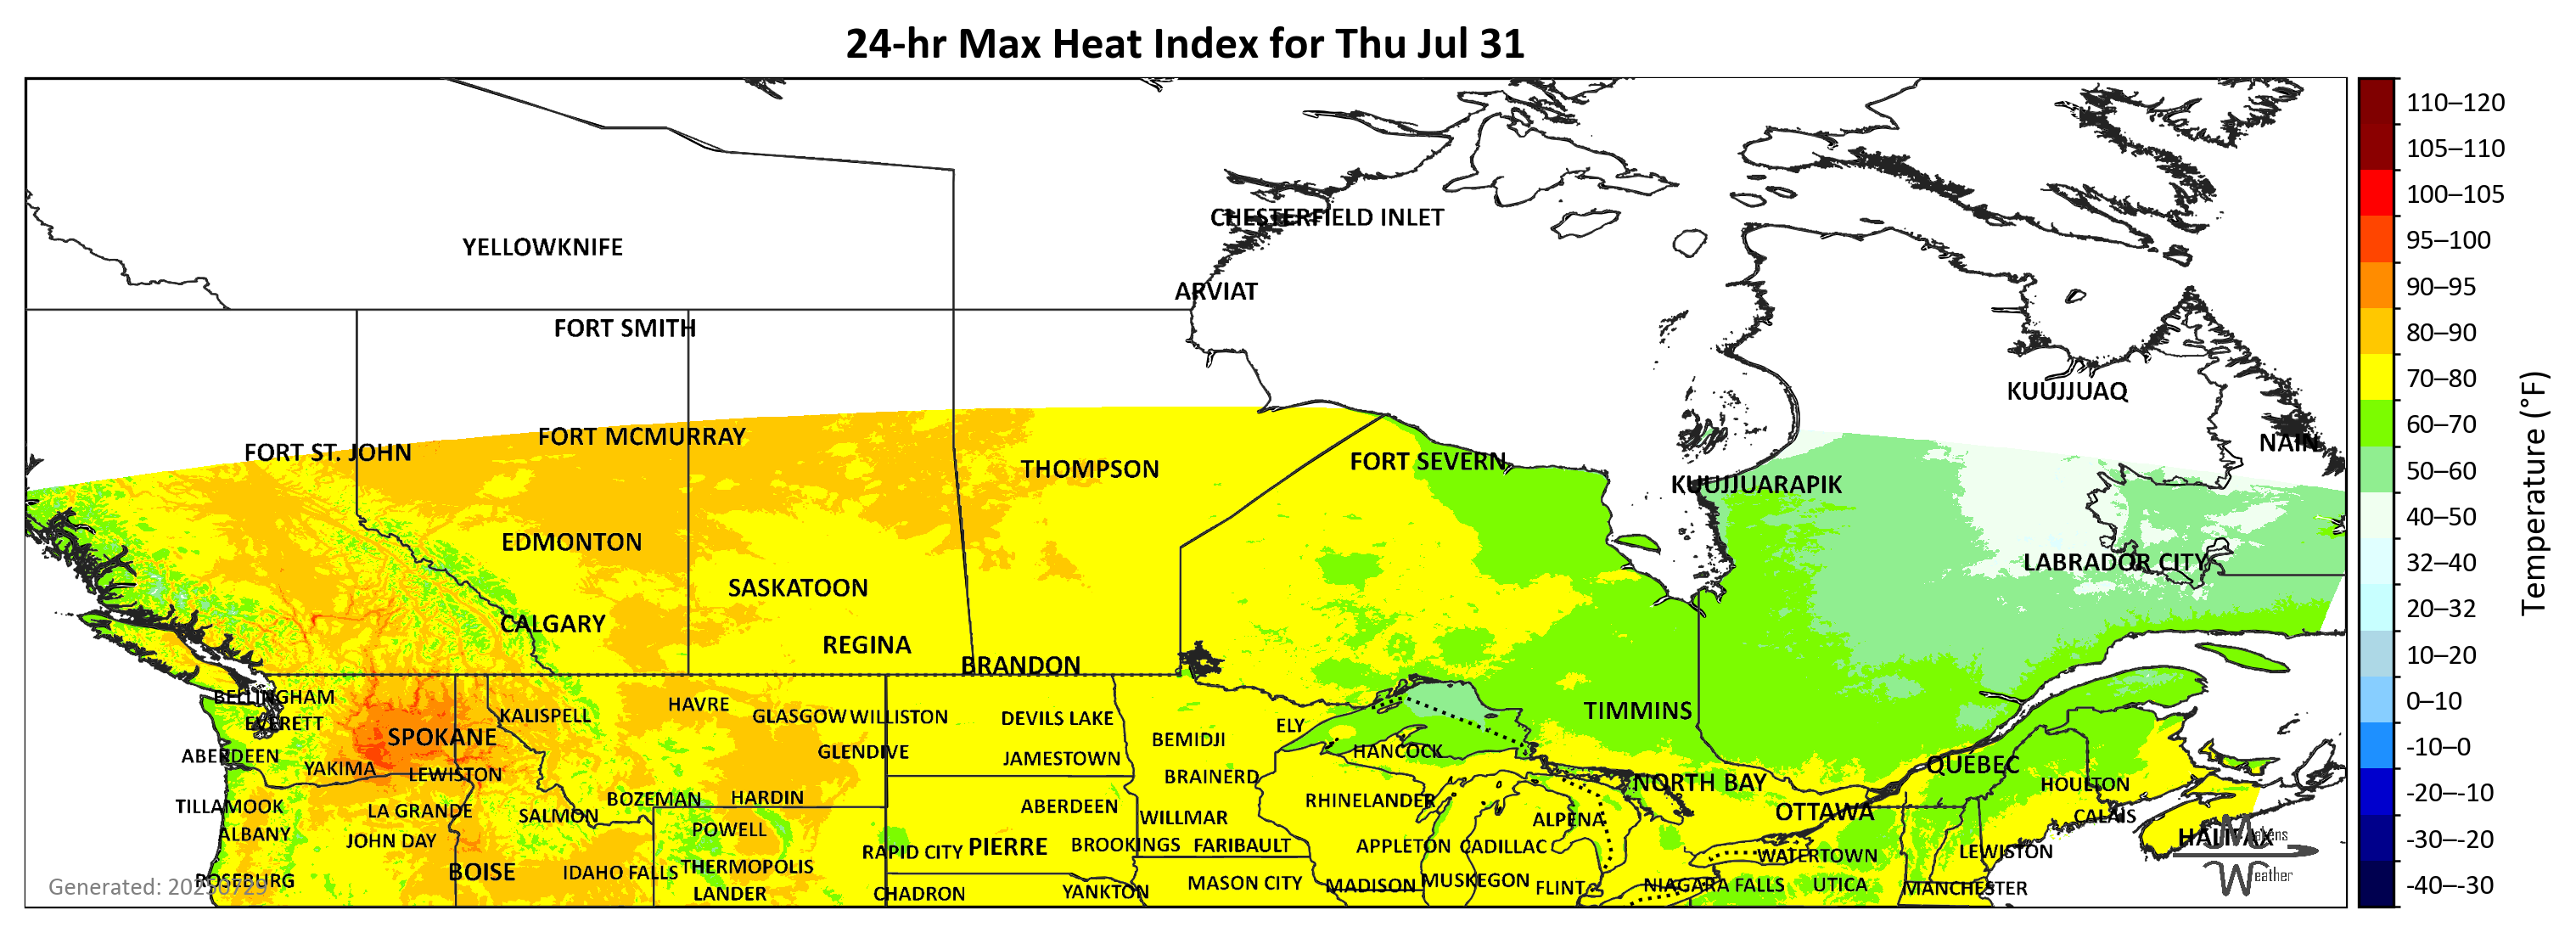 24-hr Max Heat Index for Thu Jul 31
110–120
105–110
CHESTERFIELD INLET
100–105
YELLOWKNIFE
95–100
ARVIAT
90–95
FORT SMITH
80–90
KUUJJUAQ
70–80
FORT ST. JOHN
FORT MCMURRAY
NAIN
60–70
THOMPSON
FORT SEVERN
50–60
KUUJJUARAPIK
40–50
EDMONTON
LABRADOR CITY
32–40
SASKATOON
20–32
CALGARY
REGINA
BRANDON
10–20
BELLINGHAM
HAVRE
0–10
EVERETT
KALISPELL
GLASGOW
WILLISTON
DEVILS LAKE
ELY
TIMMINS
SPOKANE
BEMIDJI
-10–0
ABERDEEN
GLENDIVE
JAMESTOWN
HANCOCK
QUÉBEC
YAKIMA
LEWISTON
BRAINERD
NORTH BAY
HOULTON
-20–-10
TILLAMOOK
LA GRANDE
SALMON
BOZEMAN
HARDIN
ABERDEEN
WILLMAR
RHINELANDER
ALPENA
OTTAWA
CALAIS
ALBANY
JOHN DAY
POWELL
HALIFAX
-30–-20
RAPID CITY
PIERRE
BROOKINGS
FARIBAULT
APPLETON
CADILLAC
WATERTOWN
LEWISTON
BOISE
IDAHO FALLS
THERMOPOLIS
ROSEBURG
LANDER
CHADRON
YANKTON
MASON CITY
MADISON
MUSKEGON
FLINT
NIAGARA FALLS
UTICA
MANCHESTER
-40–-30
Temperature (°F)
Generated: 20250729
Makens
Weather